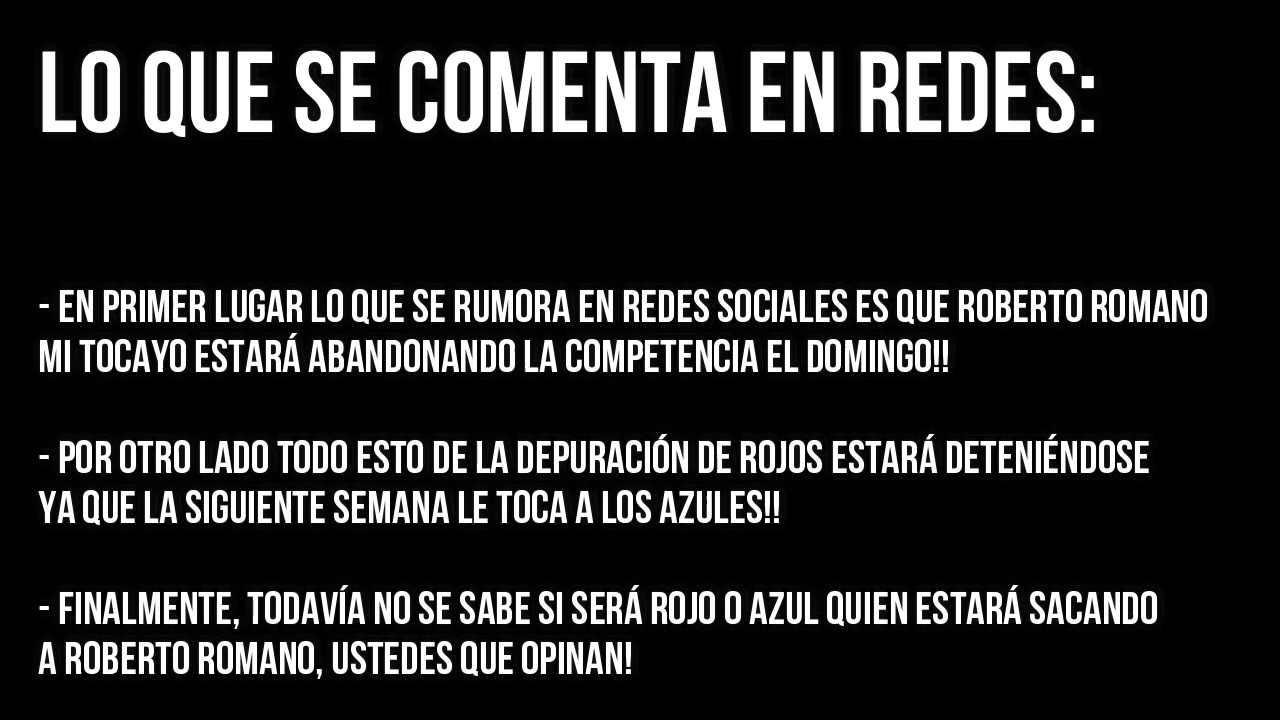 LO QUE SE COMENTA EN REDES:
- EN PRIMER LUGAR LO QUE SE RUMORA EN REDES SOCIALES ES QUE ROBERTO ROMANO
MI TOCAYO ESTARÁ ABANDONANDO LA COMPETENCIA EL DOMINGO!!
- POR OTRO LADO TODO ESTO DE LA DEPURACIÓN DE ROJOS ESTARÁ DETENIÉNDOSE
YA QUE LA SIGUIENTE SEMANA LE TOCA A LOS AZULES!!
- FINALMENTE, TODAVÍA NO SE SABE SI SERÁ ROJO O AZUL QUIEN ESTARÁ SACANDO
A ROBERTO ROMANO, USTEDES QUE OPINAN!